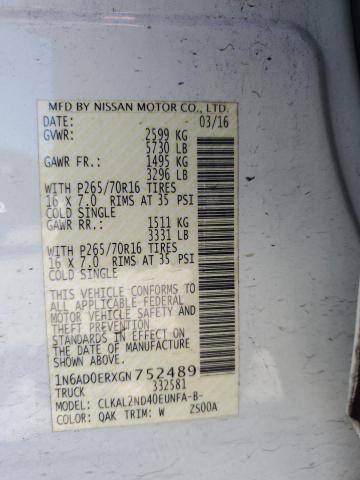 MFD BY NISSAN MOTOR CO., LTD.
DATE: 03/16
GVWR: 2599 KG
5730 LB
GAWR FR.: 1495 KG
3296 LB
WITH P265/70R16 TIRES
16 X 7.0 RIMS AT 35 PSI
COLD SINGLE
GAWR RR.: 1511 KG
3331 LB
WITH P265/70R16 TIRES
16 X 7.0 RIMS AT 35 PSI
COLD SINGLE
THIS VEHICLE CONFORMS TO
ALL APPLICABLE FEDERAL
MOTOR VEHICLE SAFETY AND
THEFT PREVENTION
STANDARDS IN EFFECT ON THE
DATE OF MANUFACTURE
SHOWN ABOVE.
1N6AD0ERXGN752489
TRUCK 332581
MODEL: CLKAL2ND40EUNFA-B-
COLOR: QAK TRIM: W ZS00A